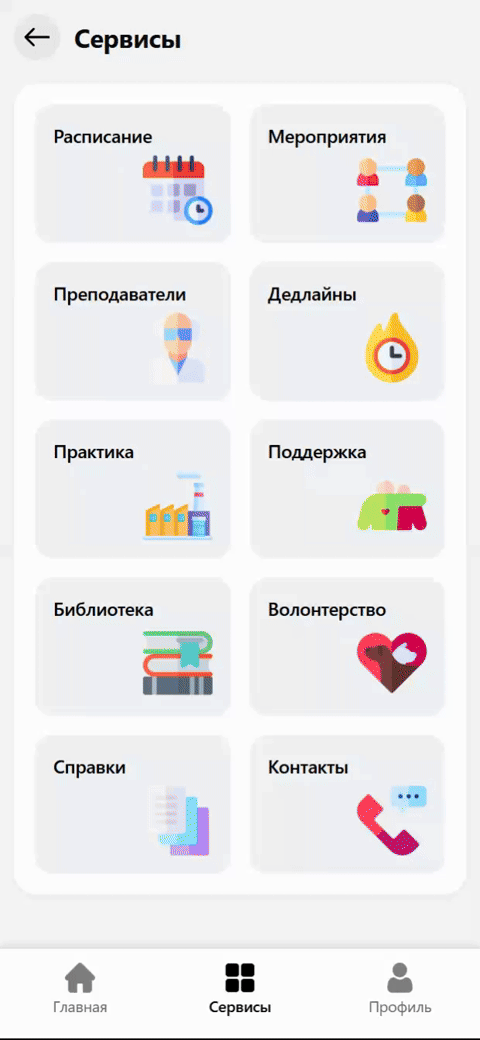 Сервисы
Расписание
Мероприятия
Преподаватели
Дедлайны
Практика
Поддержка
Библиотека
Волонтерство
Справки
Контакты
Главная
Сервисы
Профиль